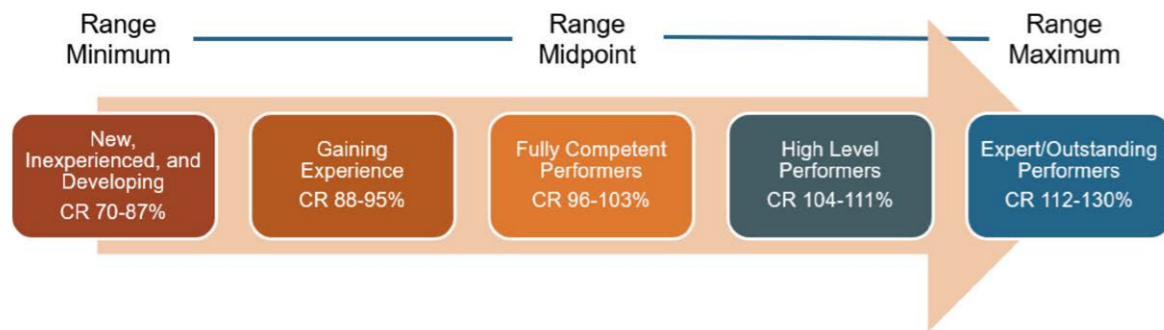 Range
Minimum
Range
Midpoint
Range
Maximum
New,
Inexperienced, and
Developing
CR 70-87%
Gaining
Experience
CR 88-95%
Fully Competent
Performers
CR 96-103%
High Level
Performers
CR 104-111%
Expert/Outstanding
Performers
CR 112-130%